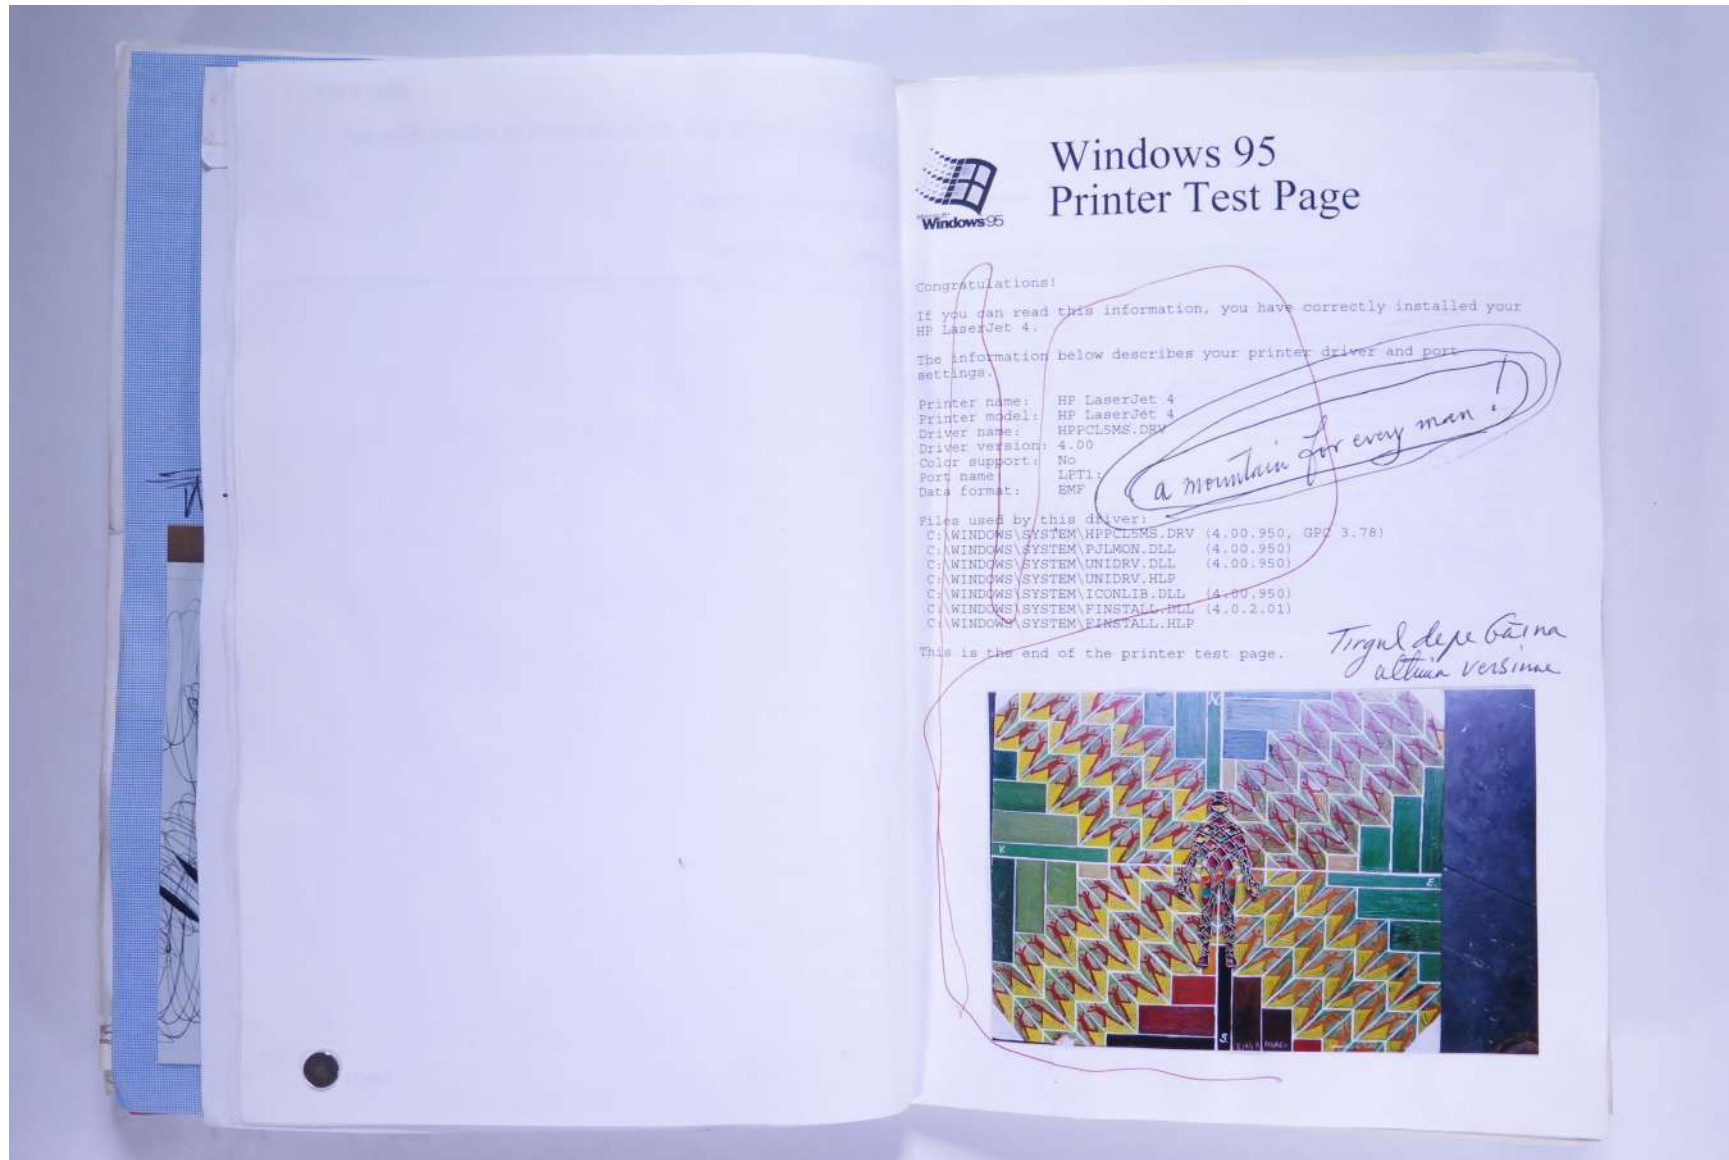 Windows 95
Printer Test Page
Microsoft
Windows95
Congratulations!
If you can read this information, you have correctly installed your
HP LaserJet 4.
The information below describes your printer driver and port
settings.
Printer name: HP LaserJet 4
Printer model: HP LaserJet 4
Driver name: HPPCL5MS.DRV
Driver version: 4.00
Color support: No
Port name: LPT1:
Data format: EMF
a mountain for every man!
Files used by this driver:
C:\WINDOWS\SYSTEM\HPPCL5MS.DRV (4.00.950, GPC 3.78)
C:\WINDOWS\SYSTEM\PJLMON.DLL (4.00.950)
C:\WINDOWS\SYSTEM\UNIDRV.DLL (4.00.950)
C:\WINDOWS\SYSTEM\UNIDRV.HLP
C:\WINDOWS\SYSTEM\ICONLIB.DLL (4.00.950)
C:\WINDOWS\SYSTEM\FINSTALL.DLL (4.0.2.01)
C:\WINDOWS\SYSTEM\FINSTALL.HLP
This is the end of the printer test page.
Tîrgul de pe Găina
ultima versiune
N.
V.
E.
S.